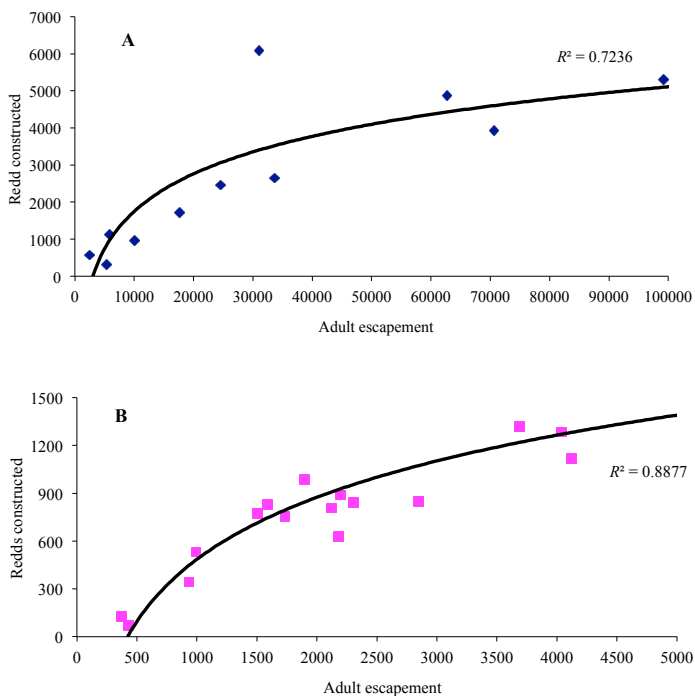 A
R² = 0.7236
Redd constructed
7000
6000
5000
4000
3000
2000
1000
0
0 10000 20000 30000 40000 50000 60000 70000 80000 90000 100000
Adult escapement
B
R² = 0.8877
Redds constructed
1500
1200
900
600
300
0
0 500 1000 1500 2000 2500 3000 3500 4000 4500 5000
Adult escapement